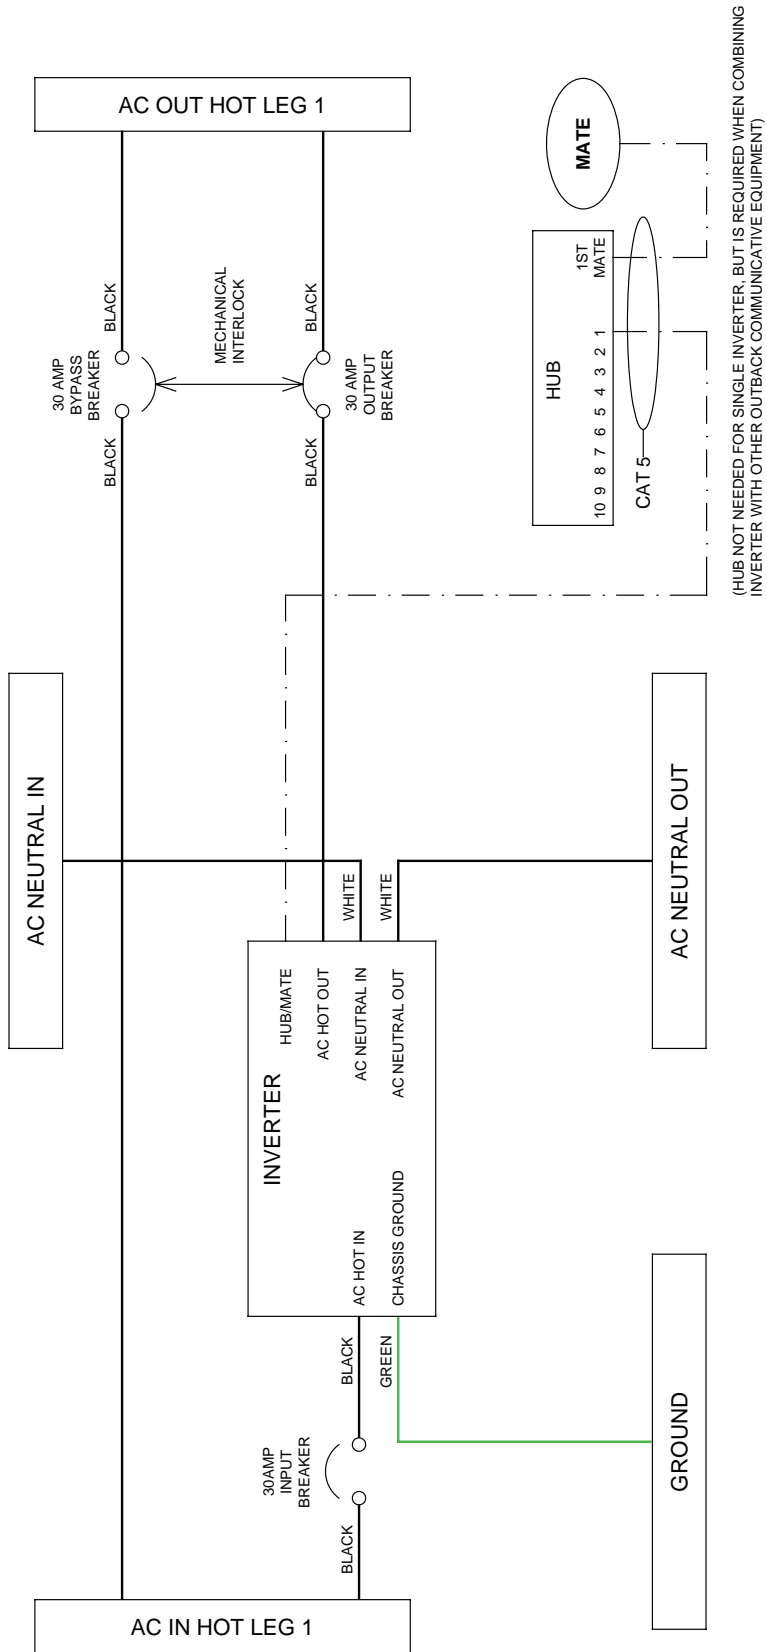 AC OUT HOT LEG 1
MATE
30 AMP
BYPASS
BREAKER
BLACK
BLACK
MECHANICAL
INTERLOCK
30 AMP
OUTPUT
BREAKER
BLACK
BLACK
HUB
1ST
MATE
10 9 8 7 6 5 4 3 2 1
CAT 5
(HUB NOT NEEDED FOR SINGLE INVERTER, BUT IS REQUIRED WHEN COMBINING
INVERTER WITH OTHER OUTBACK COMMUNICATIVE EQUIPMENT)
AC NEUTRAL IN
AC NEUTRAL OUT
WHITE
WHITE
INVERTER
HUB/MATE
AC HOT OUT
AC NEUTRAL IN
AC NEUTRAL OUT
AC HOT IN
CHASSIS GROUND
BLACK
GREEN
30AMP
INPUT
BREAKER
BLACK
GROUND
AC IN HOT LEG 1